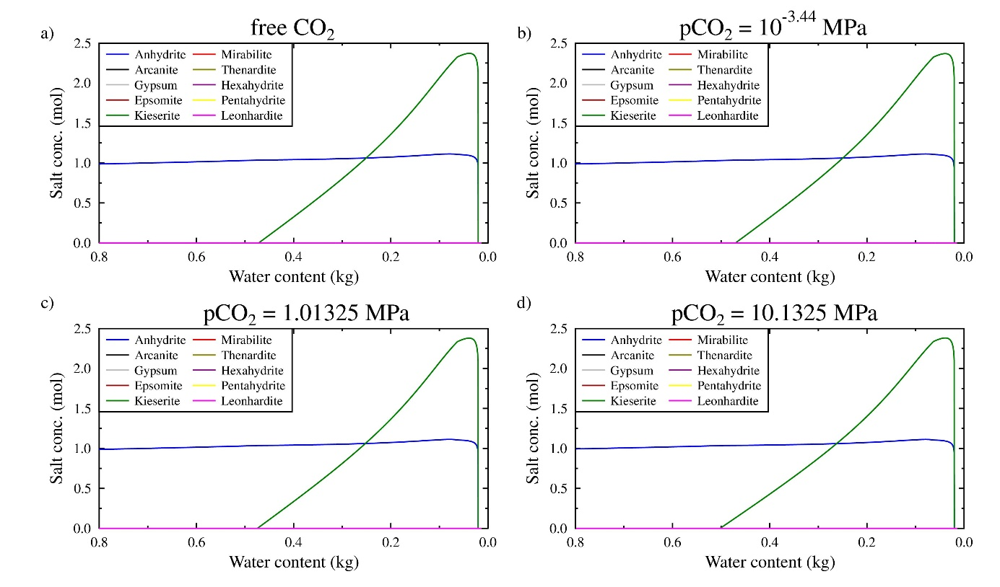 a)
free CO₂
Anhydrite Mirabilite
Arcanite Thenardite
Gypsum Hexahydrite
Epsomite Pentahydrite
Kieserite Leonhardite
Salt conc. (mol)
2.5
2.0
1.5
1.0
0.5
0.0
0.8 0.6 0.4 0.2 0.0
Water content (kg)
b)
pCO₂ = 10⁻³·⁴⁴ MPa
Anhydrite Mirabilite
Arcanite Thenardite
Gypsum Hexahydrite
Epsomite Pentahydrite
Kieserite Leonhardite
Salt conc. (mol)
2.5
2.0
1.5
1.0
0.5
0.0
0.8 0.6 0.4 0.2 0.0
Water content (kg)
c)
pCO₂ = 1.01325 MPa
Anhydrite Mirabilite
Arcanite Thenardite
Gypsum Hexahydrite
Epsomite Pentahydrite
Kieserite Leonhardite
Salt conc. (mol)
2.5
2.0
1.5
1.0
0.5
0.0
0.8 0.6 0.4 0.2 0.0
Water content (kg)
d)
pCO₂ = 10.1325 MPa
Anhydrite Mirabilite
Arcanite Thenardite
Gypsum Hexahydrite
Epsomite Pentahydrite
Kieserite Leonhardite
Salt conc. (mol)
2.5
2.0
1.5
1.0
0.5
0.0
0.8 0.6 0.4 0.2 0.0
Water content (kg)